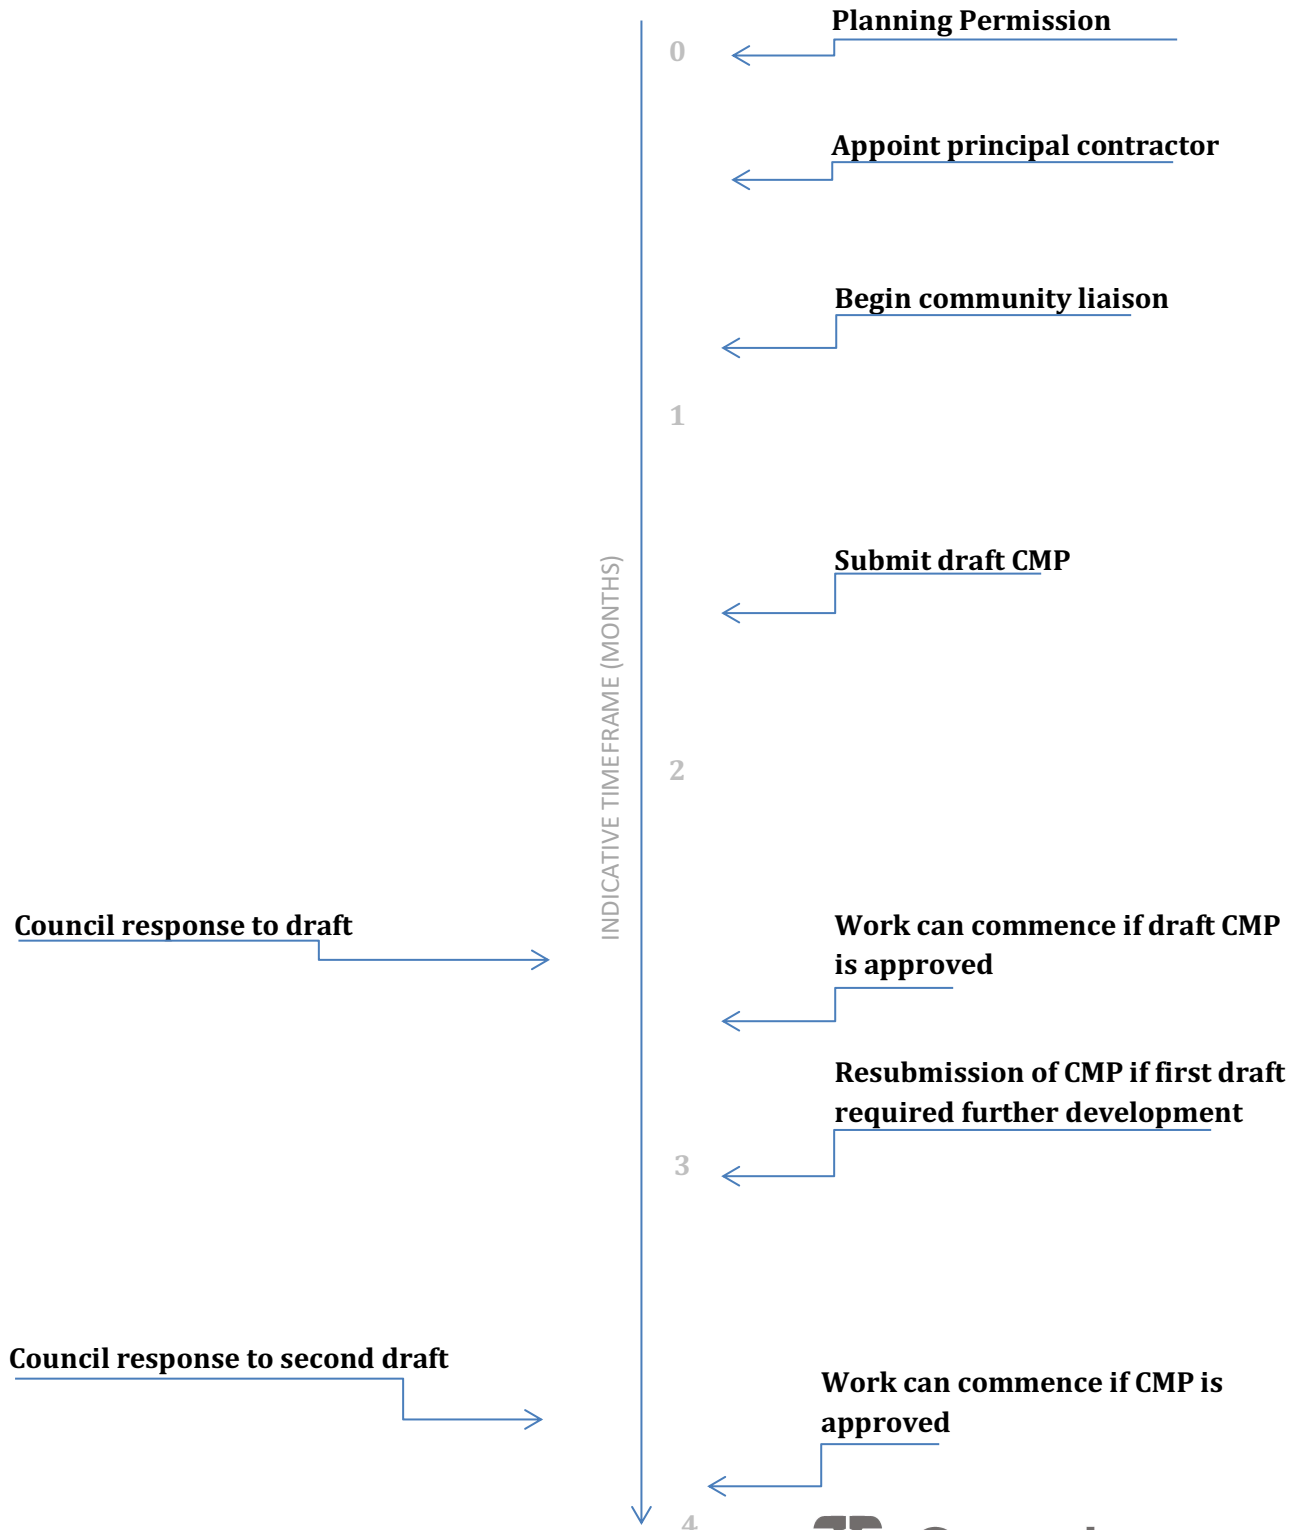 Planning Permission
0
Appoint principal contractor
Begin community liaison
1
Submit draft CMP
INDICATIVE TIMEFRAME (MONTHS)
2
Council response to draft
Work can commence if draft CMP
is approved
Resubmission of CMP if first draft
required further development
3
Council response to second draft
Work can commence if CMP is
approved
4